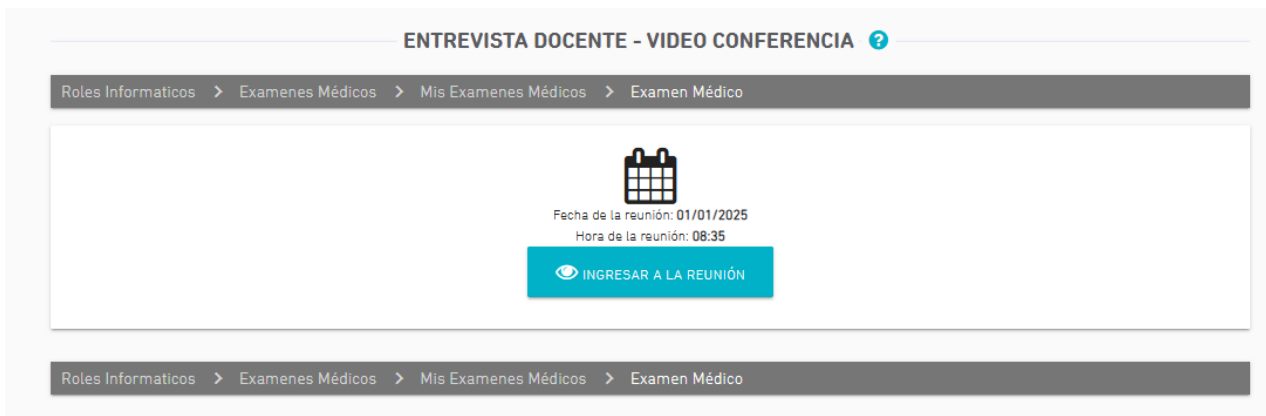 ENTREVISTA DOCENTE - VIDEO CONFERENCIA ?
Roles Informaticos > Examenes Médicos > Mis Examenes Médicos > Examen Médico
Fecha de la reunión: 01/01/2025
Hora de la reunión: 08:35
INGRESAR A LA REUNIÓN
Roles Informaticos > Examenes Médicos > Mis Examenes Médicos > Examen Médico